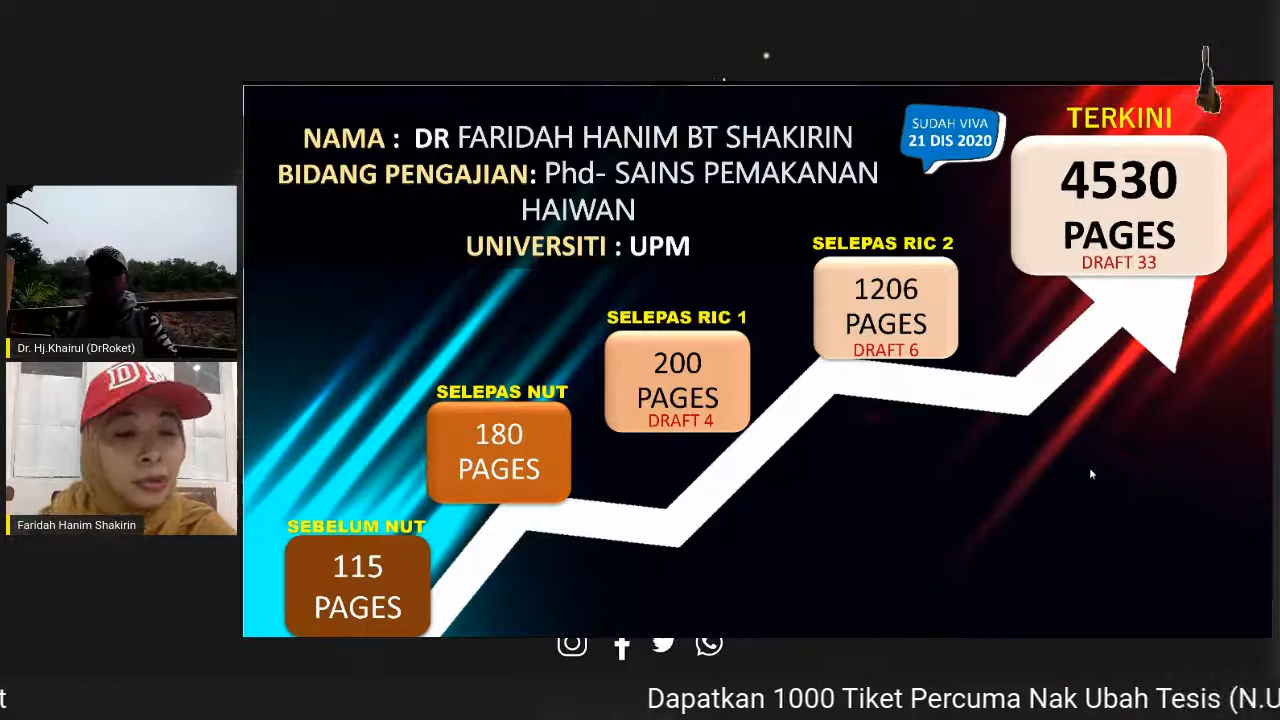 NAMA : DR FARIDAH HANIM BT SHAKIRIN
BIDANG PENGAJIAN: Phd- SAINS PEMAKANAN
HAIWAN
UNIVERSITI : UPM
SUDAH VIVA
21 DIS 2020
TERKINI
4530
PAGES
DRAFT 33
SELEPAS RIC 2
1206
PAGES
DRAFT 6
SELEPAS RIC 1
200
PAGES
DRAFT 4
SELEPAS NUT
180
PAGES
SEBELUM NUT
115
PAGES
Dr. Hj.Khairul (DrRoket)
Faridah Hanim Shakirin
t
Dapatkan 1000 Tiket Percuma Nak Ubah Tesis (N.U